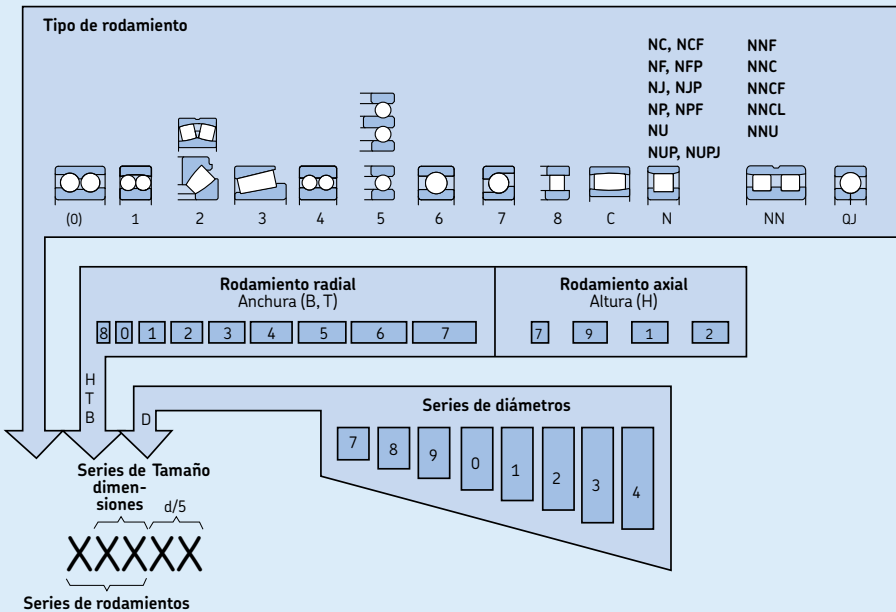 Tipo de rodamiento
NC, NCF NNF
NF, NFP NNC
NJ, NJP NNCF
NP, NPF NNCL
NU NNU
NUP, NUPJ
(0) 1 2 3 4 5 6 7 8 C N NN QJ
Rodamiento radial
Anchura (B, T)
8 0 1 2 3 4 5 6 7
Rodamiento axial
Altura (H)
7 9 1 2
H
T
B
D
Series de diámetros
7 8 9 0 1 2 3 4
Series de Tamaño
dimen-
siones d/5
XXXXX
Series de rodamientos